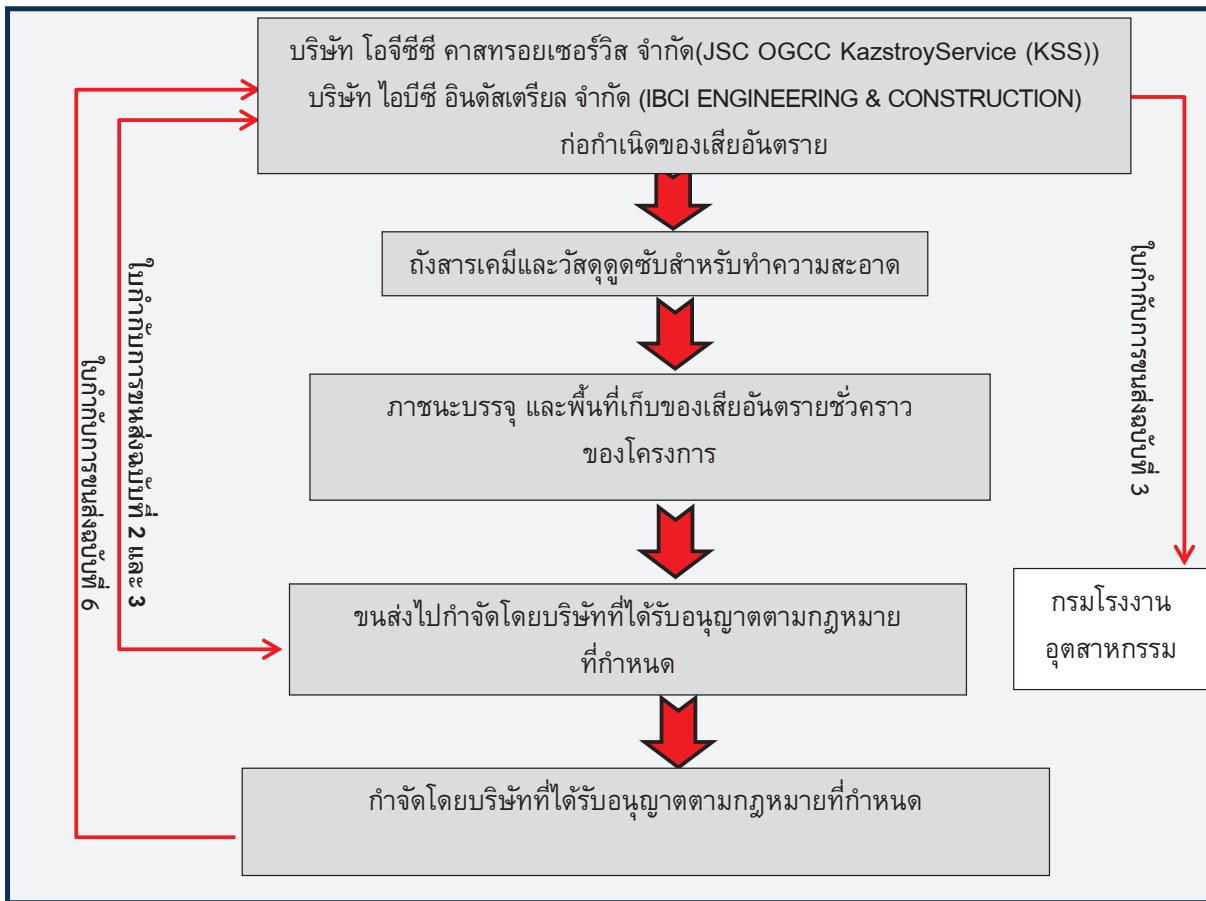 บริษัท โอจีซีซี คาสทรอยเซอร์วิส จำกัด(JSC OGCC KazstroyService (KSS))
บริษัท ไอบีซี อินดัสเตรียล จำกัด (IBCI ENGINEERING & CONSTRUCTION)
ก่อกำเนิดของเสียอันตราย
ถังสารเคมีและวัสดุดูดซับสำหรับทำความสะอาด
ภาชนะบรรจุ และพื้นที่เก็บของเสียอันตรายชั่วคราว
ของโครงการ
ขนส่งไปกำจัดโดยบริษัทที่ได้รับอนุญาตตามกฎหมาย
ที่กำหนด
กำจัดโดยบริษัทที่ได้รับอนุญาตตามกฎหมายที่กำหนด
ใบกำกับการขนส่งฉบับที่ 6
ใบกำกับการขนส่งฉบับที่ 2 และ 3
ใบกำกับการขนส่งฉบับที่ 3
กรมโรงงาน
อุตสาหกรรม